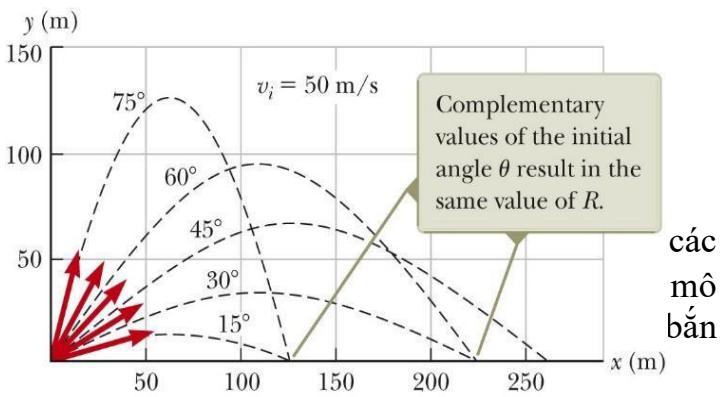 y (m)
150
100
50
v_i = 50 m/s
75°
60°
45°
30°
15°
Complementary
values of the initial
angle θ result in the
same value of R.
50
100
150
200
250
x (m)
các
mô
bắn